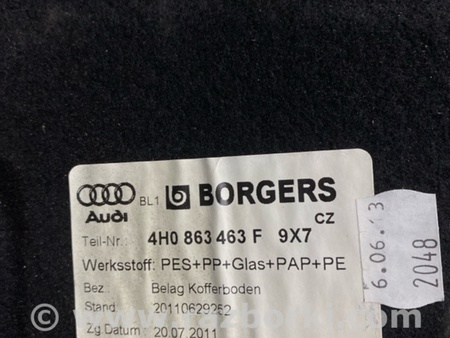 Audi BL1 BORGERS
CZ
Teil-Nr.: 4H0 863 463 F 9X7
Werksstoff: PES+PP+Glas+PAP+PE
Bez.: Belag Kofferboden
Stand 20110629252
Zg Datum: 20.07.2011
6.06.13
2048